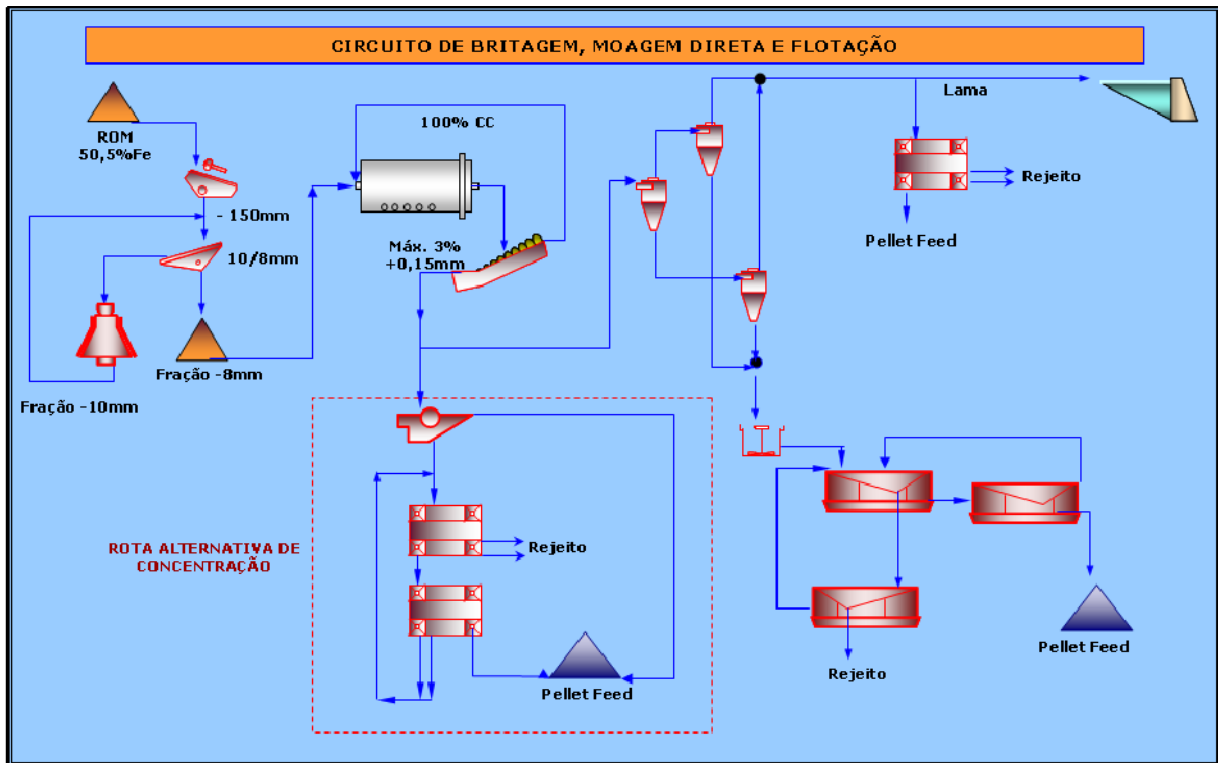 CIRCUITO DE BRITAGEM, MOAGEM DIRETA E FLOTAÇÃO
ROM
50,5%Fe
- 150mm
10/8mm
Fração -8mm
Fração -10mm
100% CC
Máx. 3%
+0,15mm
Lama
Rejeito
Pellet Feed
ROTA ALTERNATIVA DE
CONCENTRAÇÃO
Rejeito
Pellet Feed
Rejeito
Pellet Feed